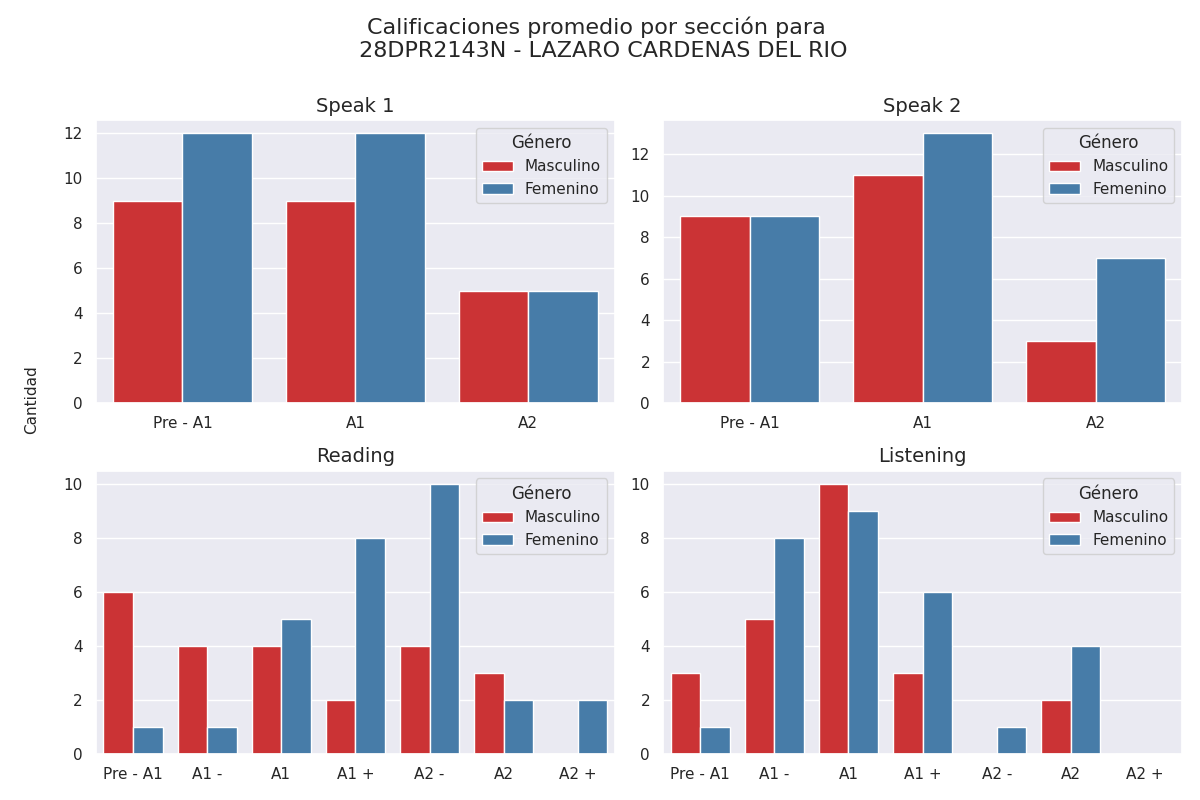 Calificaciones promedio por sección para
28DPR2143N - LAZARO CARDENAS DEL RIO
Cantidad
Speak 1
12
10
8
6
4
2
0
Pre - A1 A1 A2
Género
Masculino
Femenino
Speak 2
12
10
8
6
4
2
0
Pre - A1 A1 A2
Género
Masculino
Femenino
Reading
10
8
6
4
2
0
Pre - A1 A1 - A1 A1 + A2 - A2 A2 +
Género
Masculino
Femenino
Listening
10
8
6
4
2
0
Pre - A1 A1 - A1 A1 + A2 - A2 A2 +
Género
Masculino
Femenino